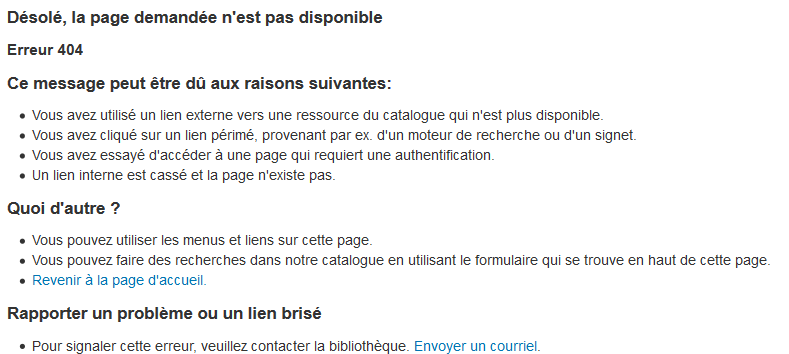 Désolé, la page demandée n'est pas disponible
Erreur 404
Ce message peut être dû aux raisons suivantes:
Vous avez utilisé un lien externe vers une ressource du catalogue qui n'est plus disponible.
Vous avez cliqué sur un lien périmé, provenant par ex. d'un moteur de recherche ou d'un signet.
Vous avez essayé d'accéder à une page qui requiert une authentification.
Un lien interne est cassé et la page n'existe pas.
Quoi d'autre ?
Vous pouvez utiliser les menus et liens sur cette page.
Vous pouvez faire des recherches dans notre catalogue en utilisant le formulaire qui se trouve en haut de cette page.
Revenir à la page d'accueil.
Rapporter un problème ou un lien brisé
Pour signaler cette erreur, veuillez contacter la bibliothèque. Envoyer un courriel.